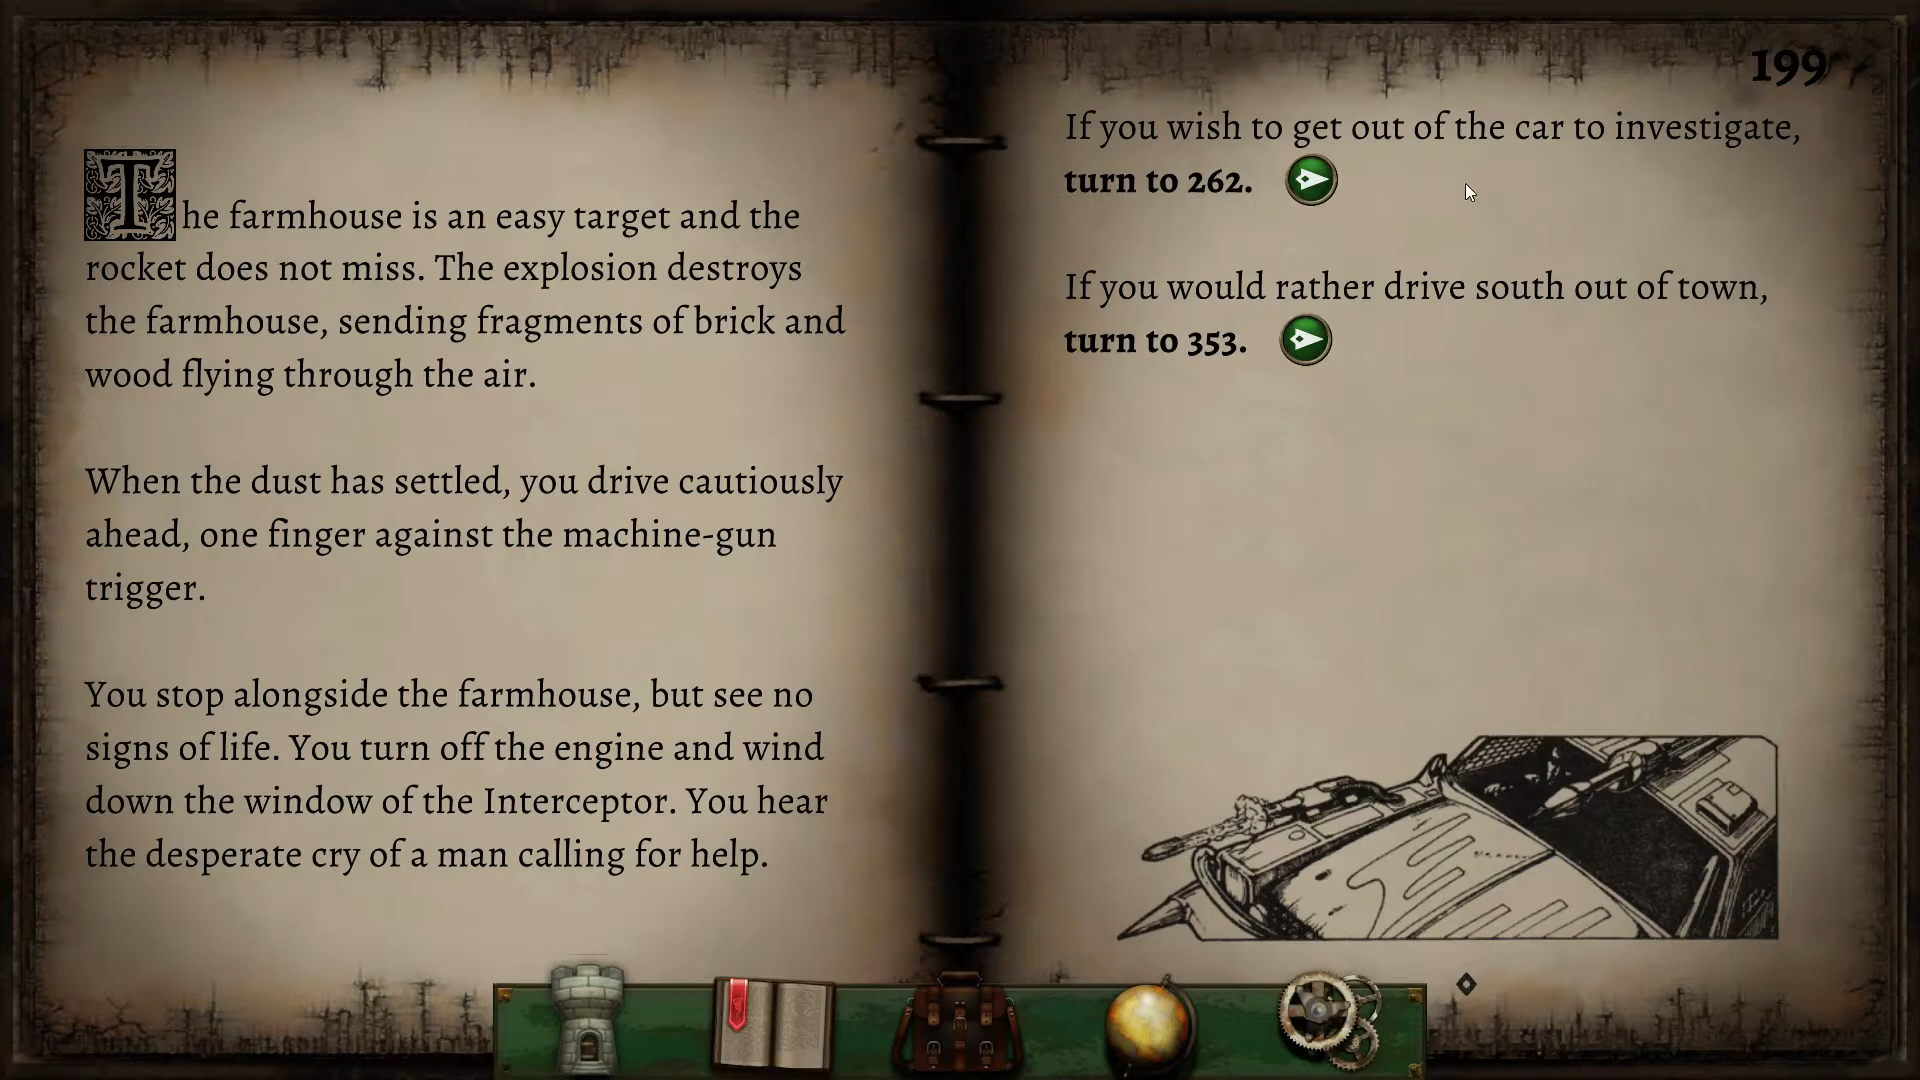 The farmhouse is an easy target and the
rocket does not miss. The explosion destroys
the farmhouse, sending fragments of brick and
wood flying through the air.
When the dust has settled, you drive cautiously
ahead, one finger against the machine-gun
trigger.
You stop alongside the farmhouse, but see no
signs of life. You turn off the engine and wind
down the window of the Interceptor. You hear
the desperate cry of a man calling for help.
199
If you wish to get out of the car to investigate,
turn to 262.
If you would rather drive south out of town,
turn to 353.